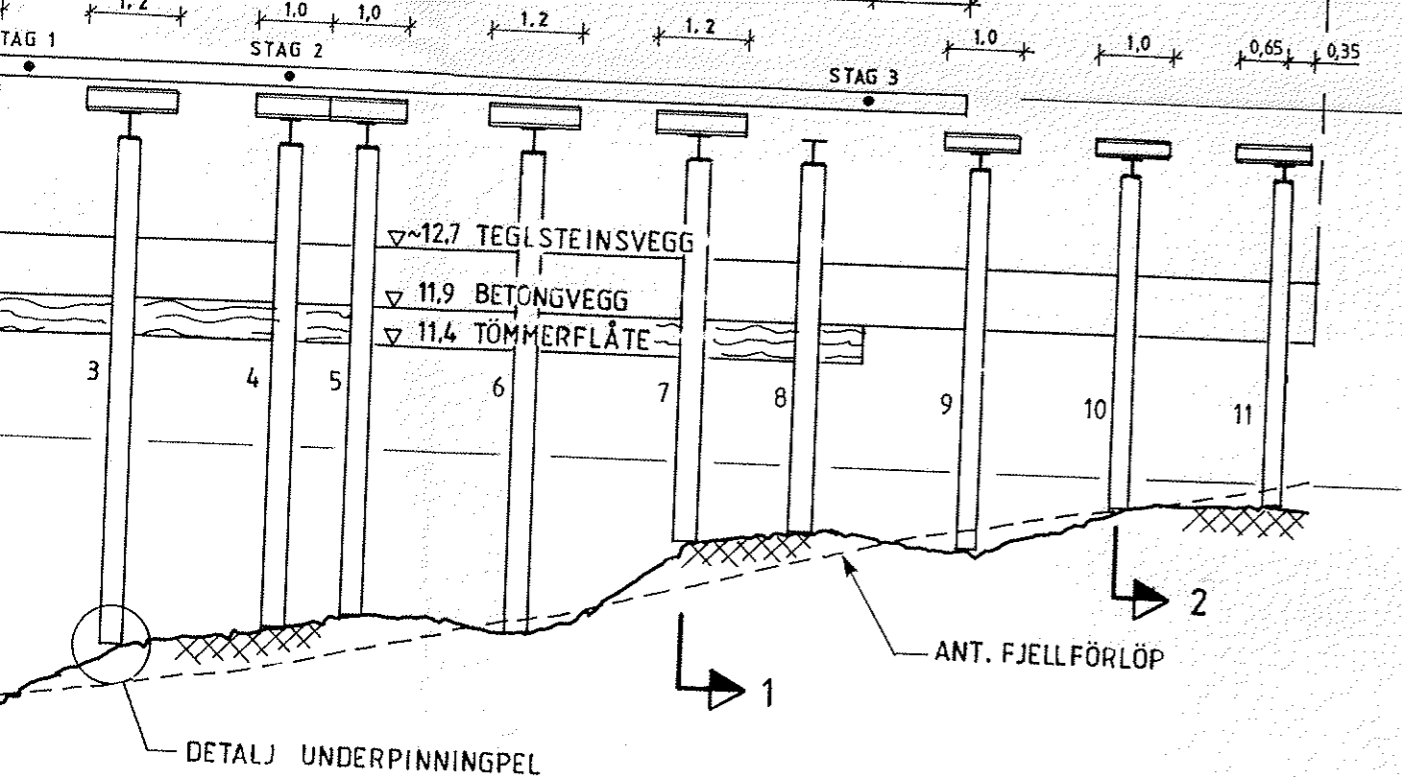 1,2
1,0
1,0
1,2
1,2
1,0
1,0
0,65
0,35
STAG 2
STAG 3
~12,7 TEGLSTEINSVEGG
11,9 BETONGVEGG
11,4 TÖMMERFLÅTE
3
4
5
6
7
8
9
10
11
2
ANT. FJELLFÖRLÖP
1
DETALJ UNDERPINNINGPEL